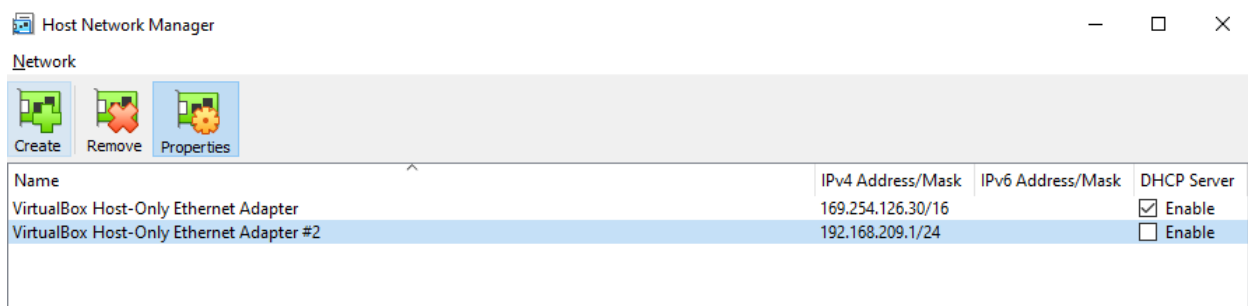 Host Network Manager
Network
Create Remove Properties
Name IPv4 Address/Mask IPv6 Address/Mask DHCP Server
VirtualBox Host-Only Ethernet Adapter 169.254.126.30/16 Enable
VirtualBox Host-Only Ethernet Adapter #2 192.168.209.1/24 Enable